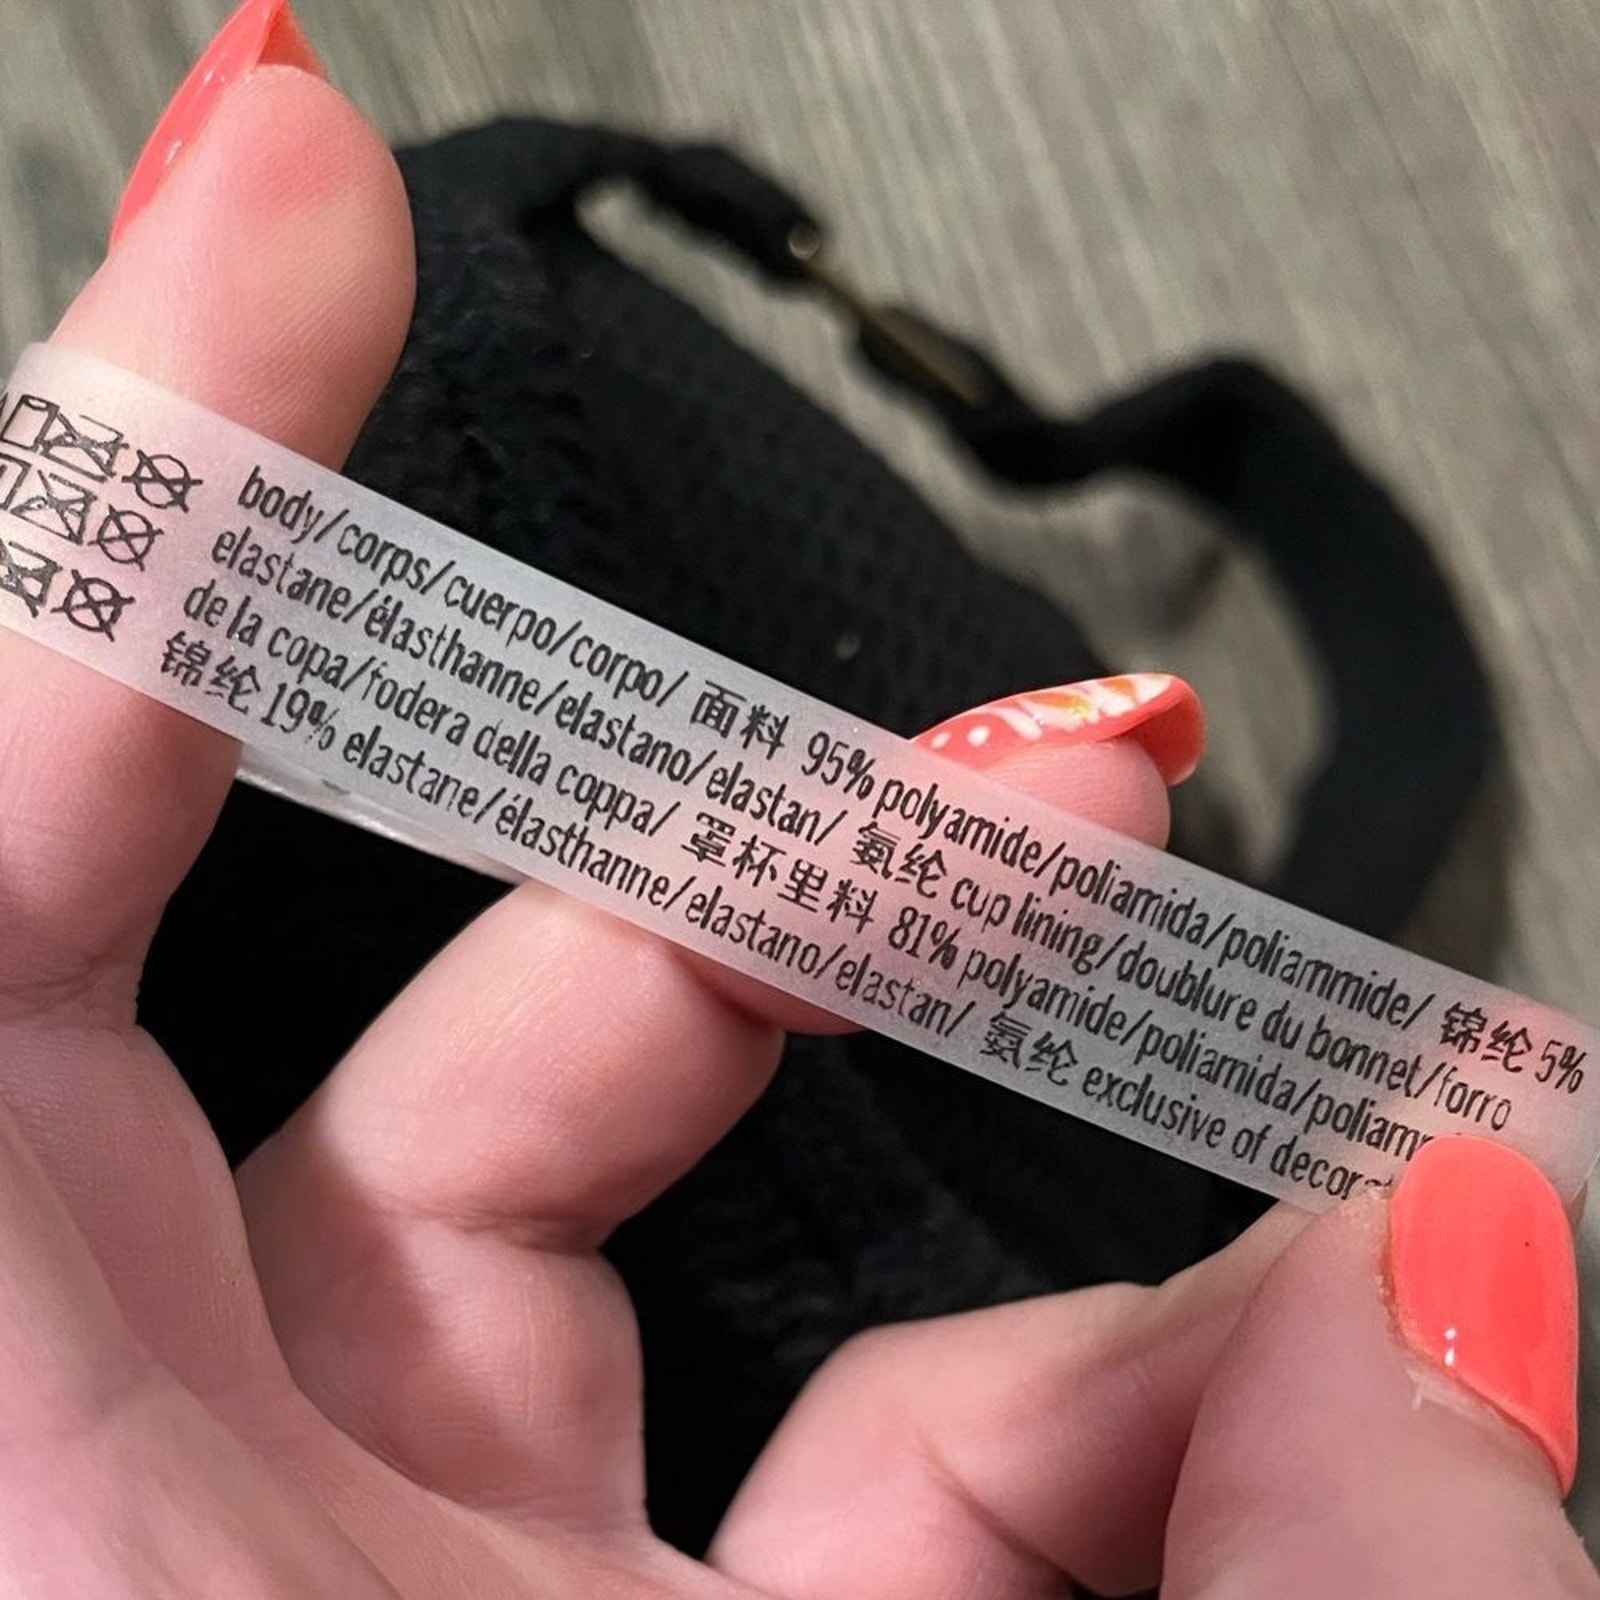 body/corps/cuerpo/corpo/ 面料 95% polyamide/poliamida/poliammide/ 锦纶 5%
elastane/élasthanne/elastano/elastan/ 氨纶 cup lining/doublure du bonnet/forro
de la copa/fodera della coppa/ 罩杯里料 81% polyamide/poliamida/
锦纶 19% elastane/élasthanne/elastano/elastan/ 氨纶 exclusive of